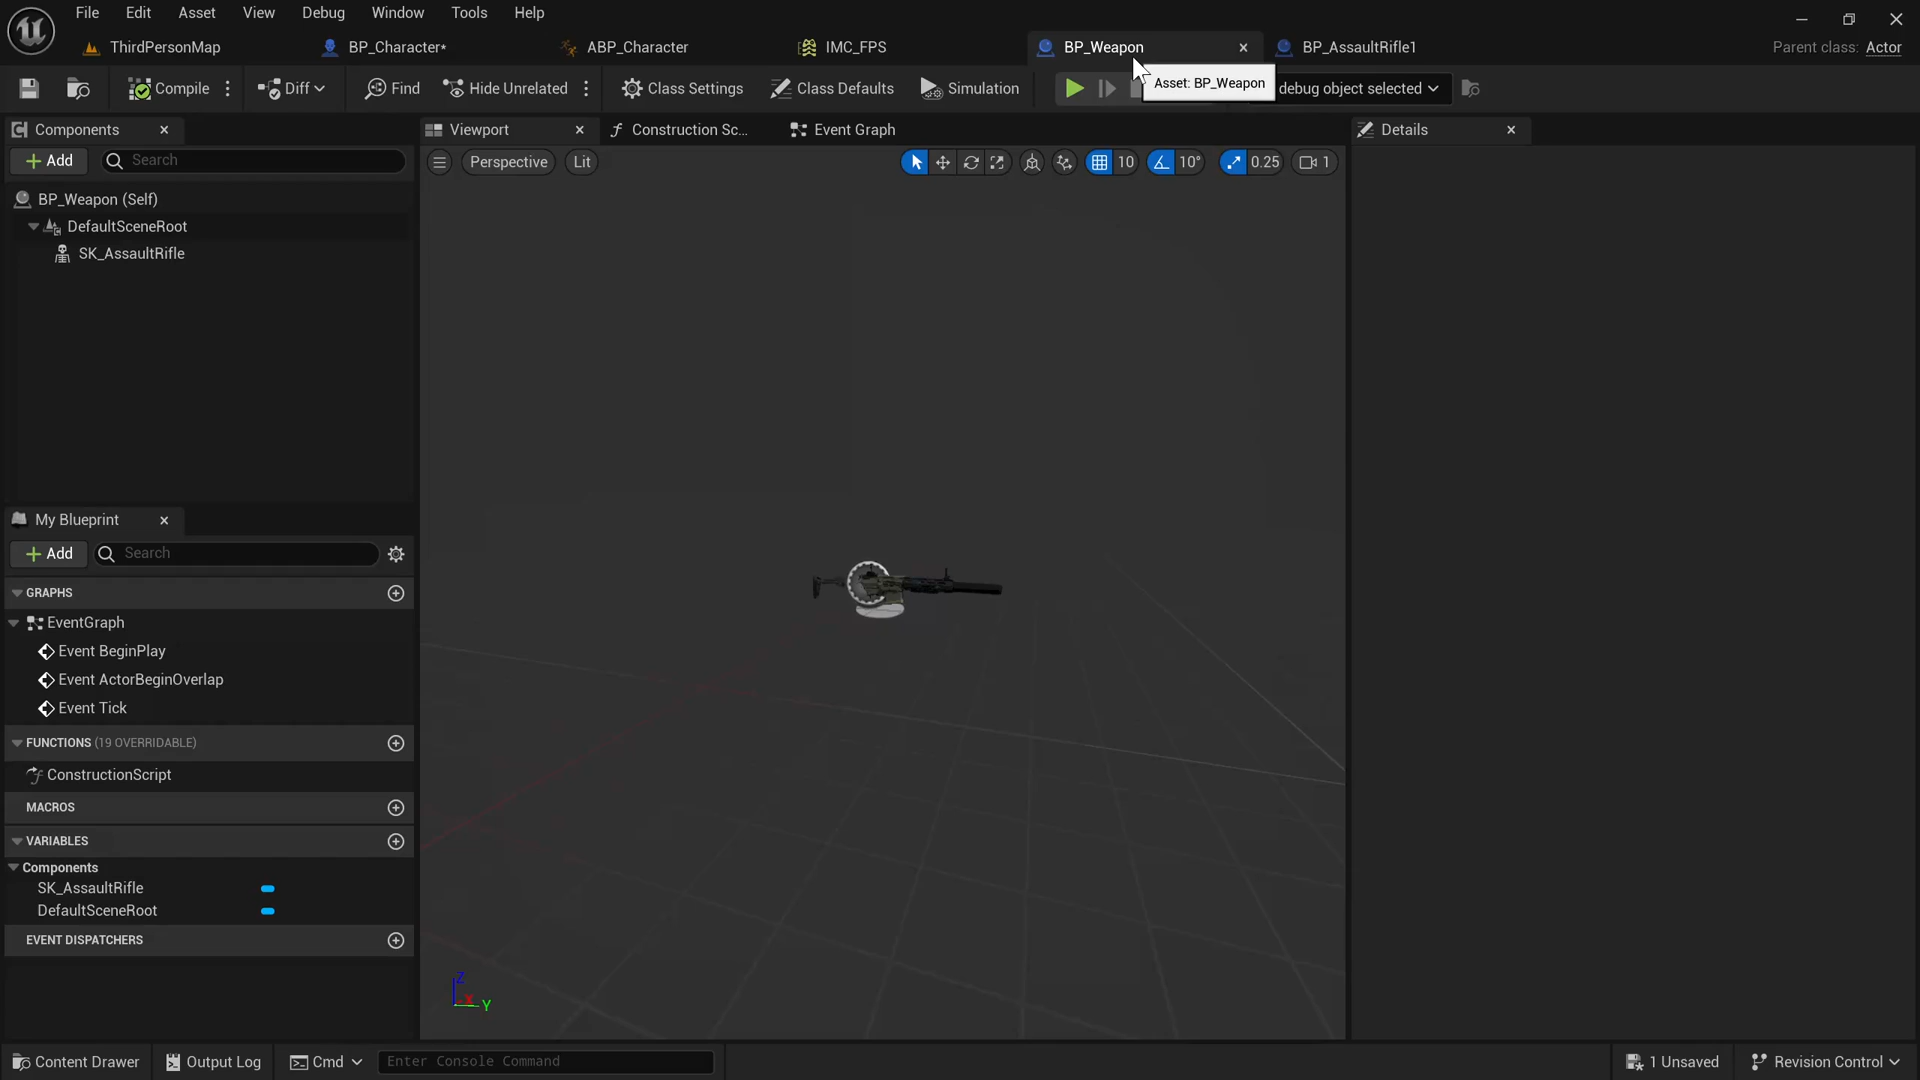 File Edit Asset View Debug Window Tools Help
ThirdPersonMap BP_Character* ABP_Character IMC_FPS BP_Weapon BP_AssaultRifle1 Parent class: Actor
Compile Diff Find Hide Unrelated Class Settings Class Defaults Simulation debug object selected
Asset: BP_Weapon
Components Viewport Construction Sc... Event Graph Details
Add Search Perspective Lit 10 10° 0.25 1
BP_Weapon (Self)
DefaultSceneRoot
SK_AssaultRifle
My Blueprint
Add Search
GRAPHS
EventGraph
Event BeginPlay
Event ActorBeginOverlap
Event Tick
FUNCTIONS (19 OVERRIDABLE)
ConstructionScript
MACROS
VARIABLES
Components
SK_AssaultRifle
DefaultSceneRoot
EVENT DISPATCHERS
Z
X
Y
Content Drawer Output Log Cmd Enter Console Command 1 Unsaved Revision Control